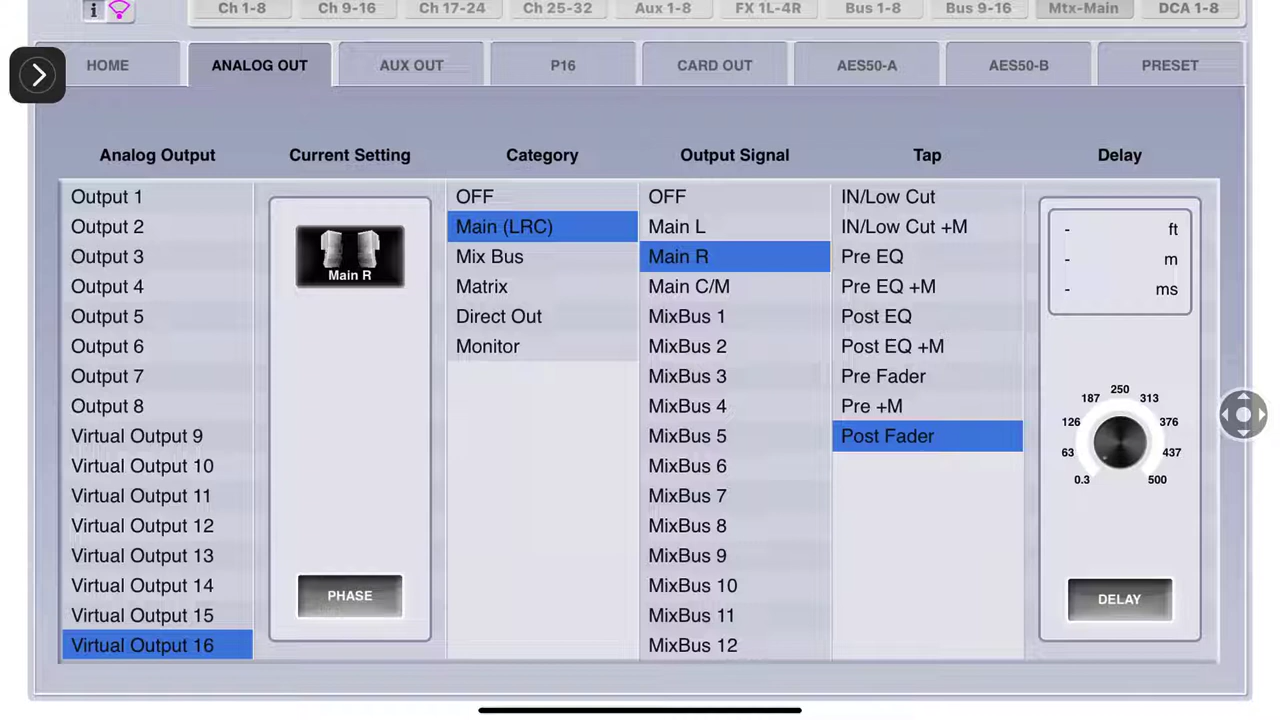 i Ch 1-8 Ch 9-16 Ch 17-24 Ch 25-32 Aux 1-8 FX 1L-4R Bus 1-8 Bus 9-16 Mtx-Main DCA 1-8
HOME ANALOG OUT AUX OUT P16 CARD OUT AES50-A AES50-B PRESET
Analog Output Current Setting Category Output Signal Tap Delay
Output 1
Output 2
Output 3
Output 4
Output 5
Output 6
Output 7
Output 8
Virtual Output 9
Virtual Output 10
Virtual Output 11
Virtual Output 12
Virtual Output 13
Virtual Output 14
Virtual Output 15
Virtual Output 16
Main R
PHASE
OFF
Main (LRC)
Mix Bus
Matrix
Direct Out
Monitor
OFF
Main L
Main R
Main C/M
MixBus 1
MixBus 2
MixBus 3
MixBus 4
MixBus 5
MixBus 6
MixBus 7
MixBus 8
MixBus 9
MixBus 10
MixBus 11
MixBus 12
IN/Low Cut
IN/Low Cut +M
Pre EQ
Pre EQ +M
Post EQ
Post EQ +M
Pre Fader
Pre +M
Post Fader
- ft
- m
- ms
250
187 313
126 376
63 437
0.3 500
DELAY